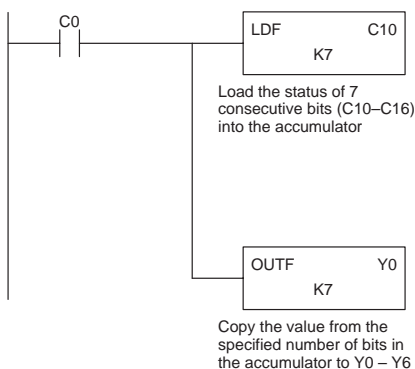 C0
LDF C10
K7
Load the status of 7
consecutive bits (C10–C16)
into the accumulator
OUTF Y0
K7
Copy the value from the
specified number of bits in
the accumulator to Y0 – Y6